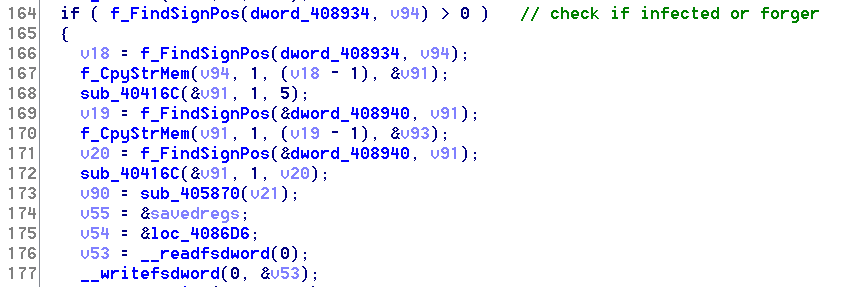 164 if ( f_FindSignPos(dword_408934, v94) > 0 ) // check if infected or forger
165 {
166 v18 = f_FindSignPos(dword_408934, v94);
167 f_CpyStrMem(v94, 1, (v18 - 1), &v91);
168 sub_40416C(&v91, 1, 5);
169 v19 = f_FindSignPos(&dword_408940, v91);
170 f_CpyStrMem(v91, 1, (v19 - 1), &v93);
171 v20 = f_FindSignPos(&dword_408940, v91);
172 sub_40416C(&v91, 1, v20);
173 v90 = sub_405870(v21);
174 v55 = &savedregs;
175 v54 = &loc_4086D6;
176 v53 = __readfsdword(0);
177 __writefsdword(0, &v53);